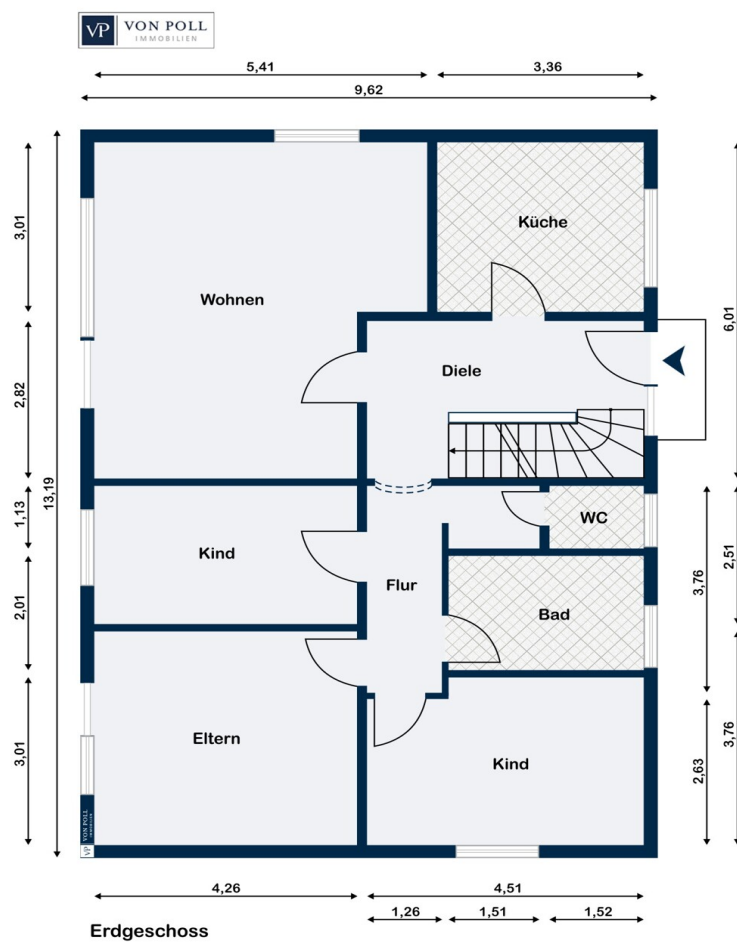 VP VON POLL
IMMOBILIEN
5,41
3,36
9,62
3,01
Küche
Wohnen
6,01
2,82
Diele
13,19
1,13
WC
2,51
Kind
3,76
Flur
2,01
Bad
Eltern
3,01
3,76
Kind
2,63
VON POLL
IMMOBILIEN
VP
4,26
4,51
1,26
1,51
1,52
Erdgeschoss